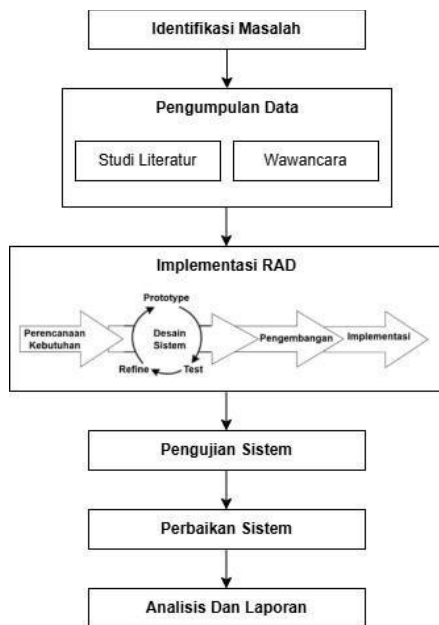 Identifikasi Masalah
Pengumpulan Data
Studi Literatur
Wawancara
Implementasi RAD
Prototype
Perencanaan
Kebutuhan
Desain
Sistem
Pengembangan
Implementasi
Refine
Test
Pengujian Sistem
Perbaikan Sistem
Analisis Dan Laporan